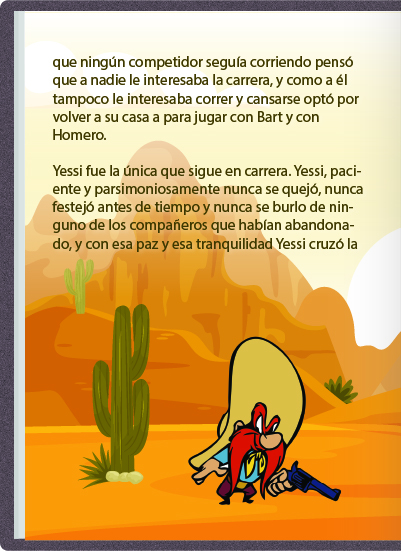 que ningún competidor seguía corriendo pensó
que a nadie le interesaba la carrera, y como a él
tampoco le interesaba correr y cansarse optó por
volver a su casa a para jugar con Bart y con
Homero.
Yessi fue la única que sigue en carrera. Yessi, paci-
ente y parsimoniosamente nunca se quejó, nunca
festejó antes de tiempo y nunca se burlo de nin-
guno de los compañeros que habían abandona-
do, y con esa paz y esa tranquilidad Yessi cruzó la